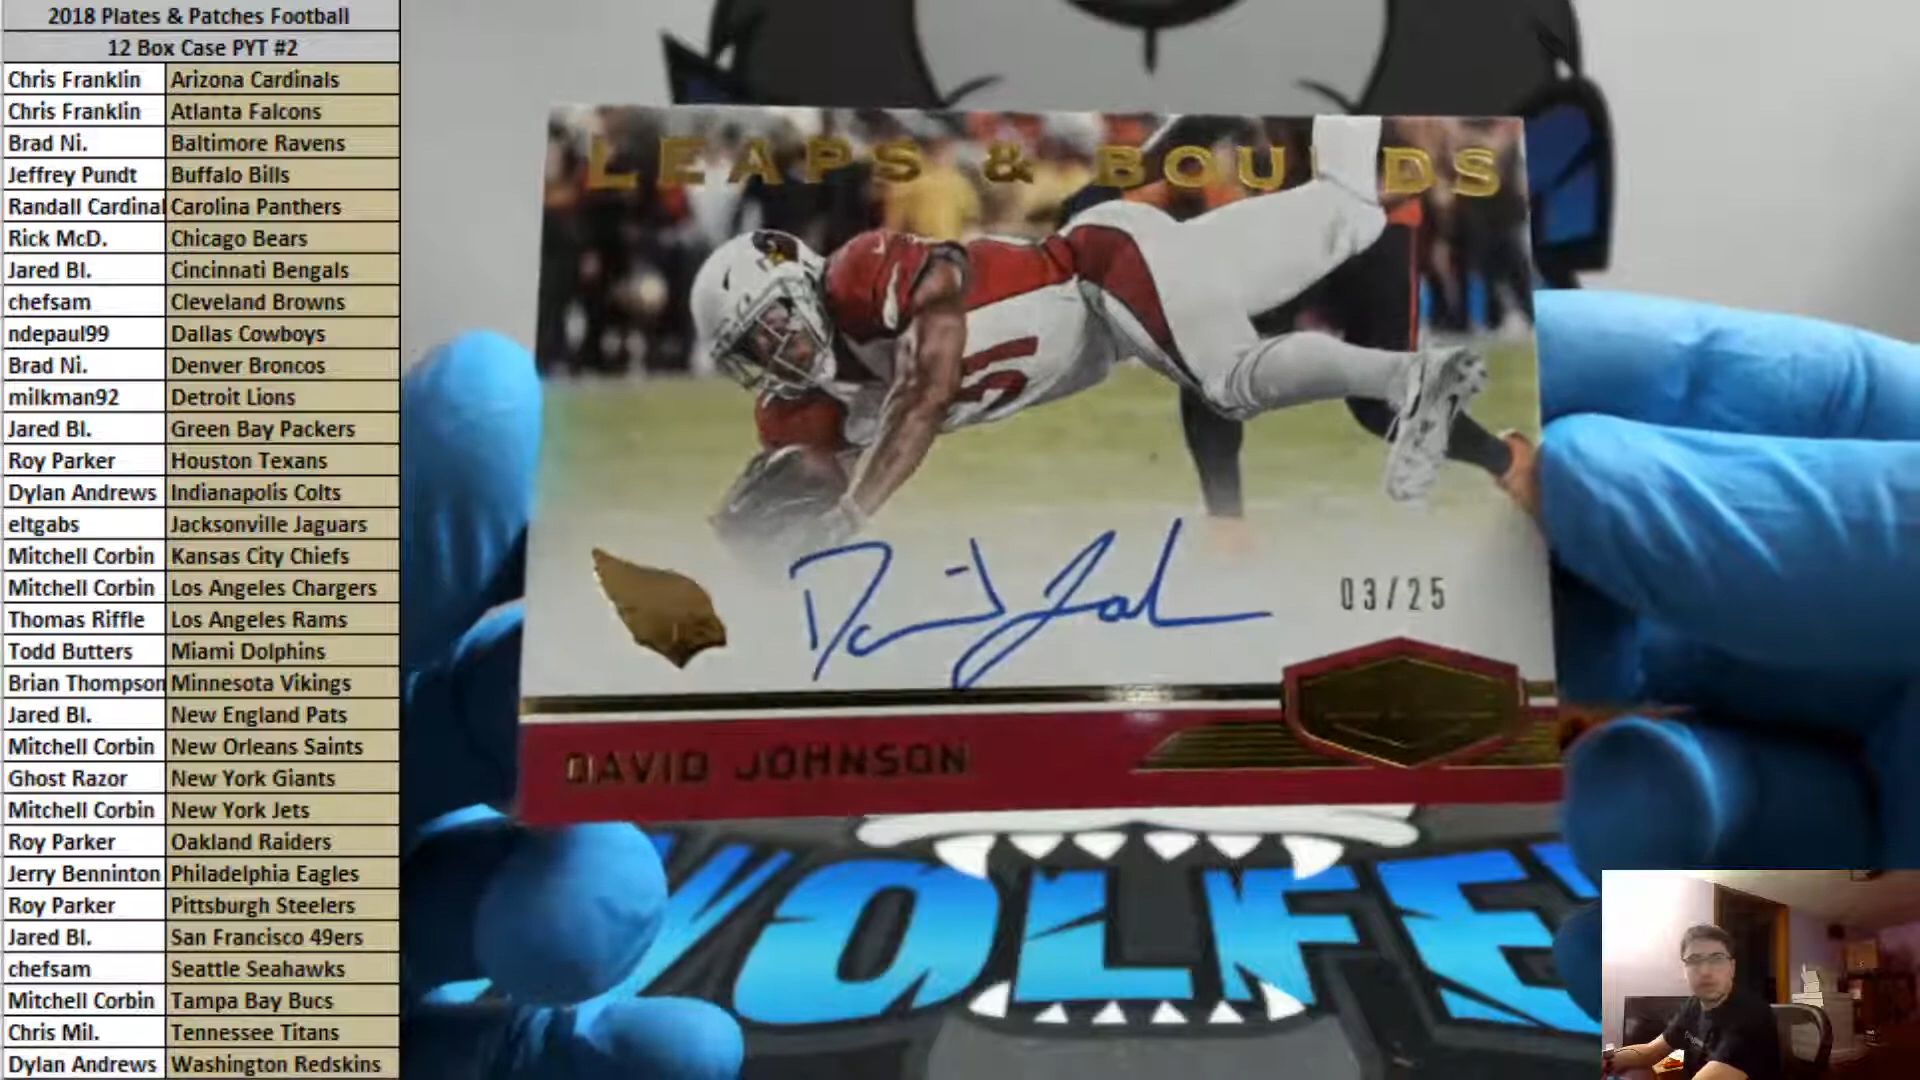 2018 Plates & Patches Football
12 Box Case PYT #2
Chris Franklin Arizona Cardinals
Chris Franklin Atlanta Falcons
Brad Ni. Baltimore Ravens
Jeffrey Pundt Buffalo Bills
Randall Cardinal Carolina Panthers
Rick McD. Chicago Bears
Jared Bl. Cincinnati Bengals
chefsam Cleveland Browns
ndepaul99 Dallas Cowboys
Brad Ni. Denver Broncos
milkman92 Detroit Lions
Jared Bl. Green Bay Packers
Roy Parker Houston Texans
Dylan Andrews Indianapolis Colts
eltgabs Jacksonville Jaguars
Mitchell Corbin Kansas City Chiefs
Mitchell Corbin Los Angeles Chargers
Thomas Riffle Los Angeles Rams
Todd Butters Miami Dolphins
Brian Thompson Minnesota Vikings
Jared Bl. New England Pats
Mitchell Corbin New Orleans Saints
Ghost Razor New York Giants
Mitchell Corbin New York Jets
Roy Parker Oakland Raiders
Jerry Benninton Philadelphia Eagles
Roy Parker Pittsburgh Steelers
Jared Bl. San Francisco 49ers
chefsam Seattle Seahawks
Mitchell Corbin Tampa Bay Bucs
Chris Mil. Tennessee Titans
Dylan Andrews Washington Redskins
LEAPS & BOUNDS
31
03/25
DAVID JOHNSON
WOLFE